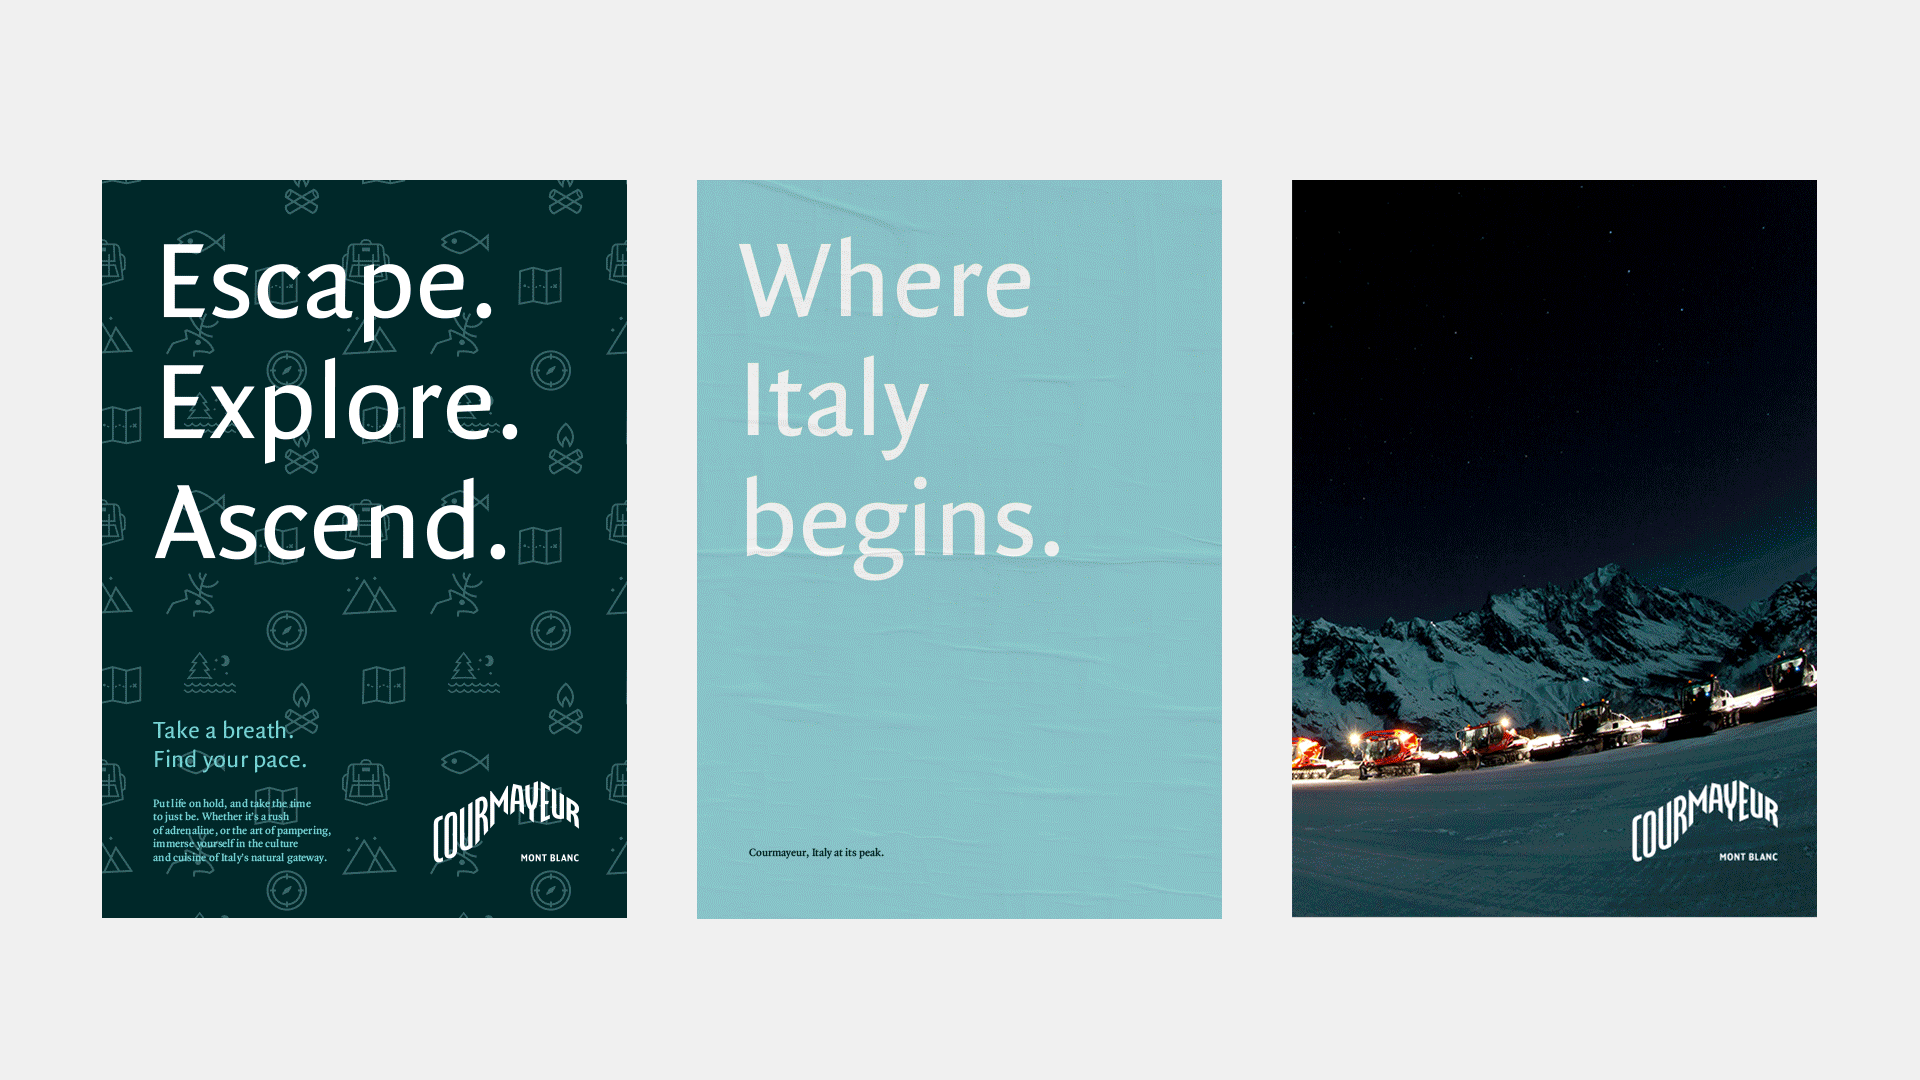 Escape.
Explore.
Ascend.
Take a breath.
Find your pace.
Put life on hold, and take the time
to just be. Whether it's a rush
of adrenaline, or the art of pampering,
immerse yourself in the culture
and cuisine of Italy's natural gateway.
COURMAYEUR
MONT BLANC
Where
Italy
begins.
Courmayeur, Italy at its peak.
COURMAYEUR
MONT BLANC